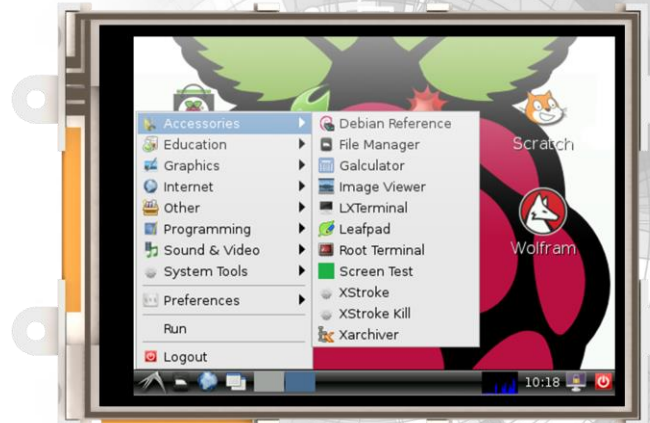 Accessories
Education
Graphics
Internet
Other
Programming
Sound & Video
System Tools
Preferences
Run
Logout
Debian Reference
File Manager
Galculator
Image Viewer
LXTerminal
Leafpad
Root Terminal
Screen Test
XStroke
XStroke Kill
Xarchiver
Scratch
Wolfram
10:18